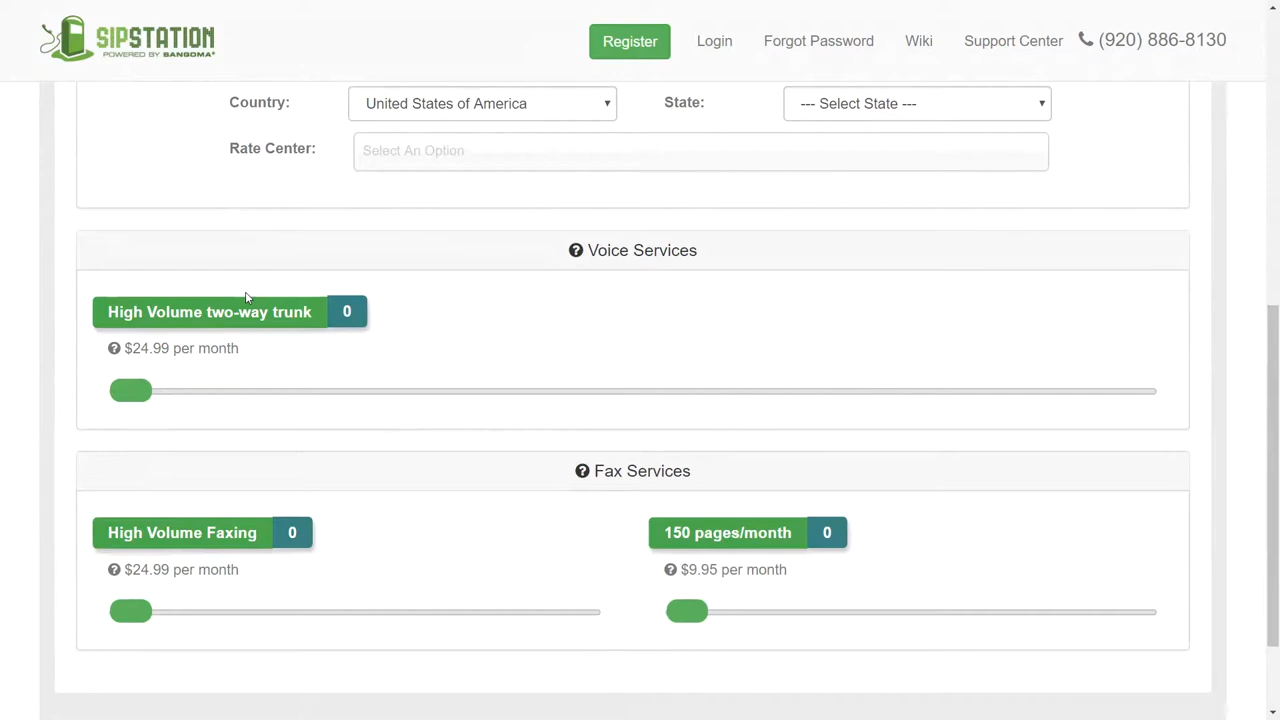 SIPSTATION
POWERED BY SANGOMA
Register
Login
Forgot Password
Wiki
Support Center
(920) 886-8130
Country:
United States of America
State:
--- Select State ---
Rate Center:
Select An Option
? Voice Services
High Volume two-way trunk 0
? $24.99 per month
? Fax Services
High Volume Faxing 0
150 pages/month 0
? $24.99 per month
? $9.95 per month